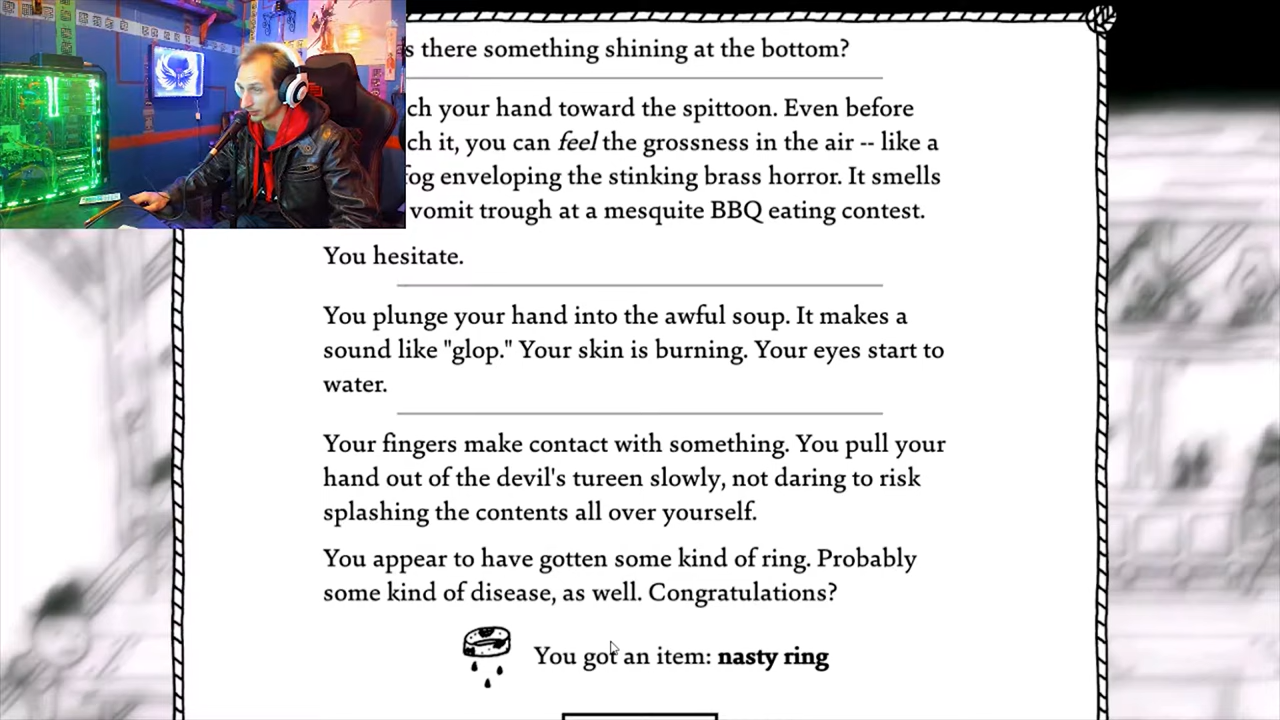 s there something shining at the bottom?
ch your hand toward the spittoon. Even before
ch it, you can feel the grossness in the air -- like a
fog enveloping the stinking brass horror. It smells
vomit trough at a mesquite BBQ eating contest.
You hesitate.
You plunge your hand into the awful soup. It makes a
sound like "glop." Your skin is burning. Your eyes start to
water.
Your fingers make contact with something. You pull your
hand out of the devil's tureen slowly, not daring to risk
splashing the contents all over yourself.
You appear to have gotten some kind of ring. Probably
some kind of disease, as well. Congratulations?
You got an item: nasty ring